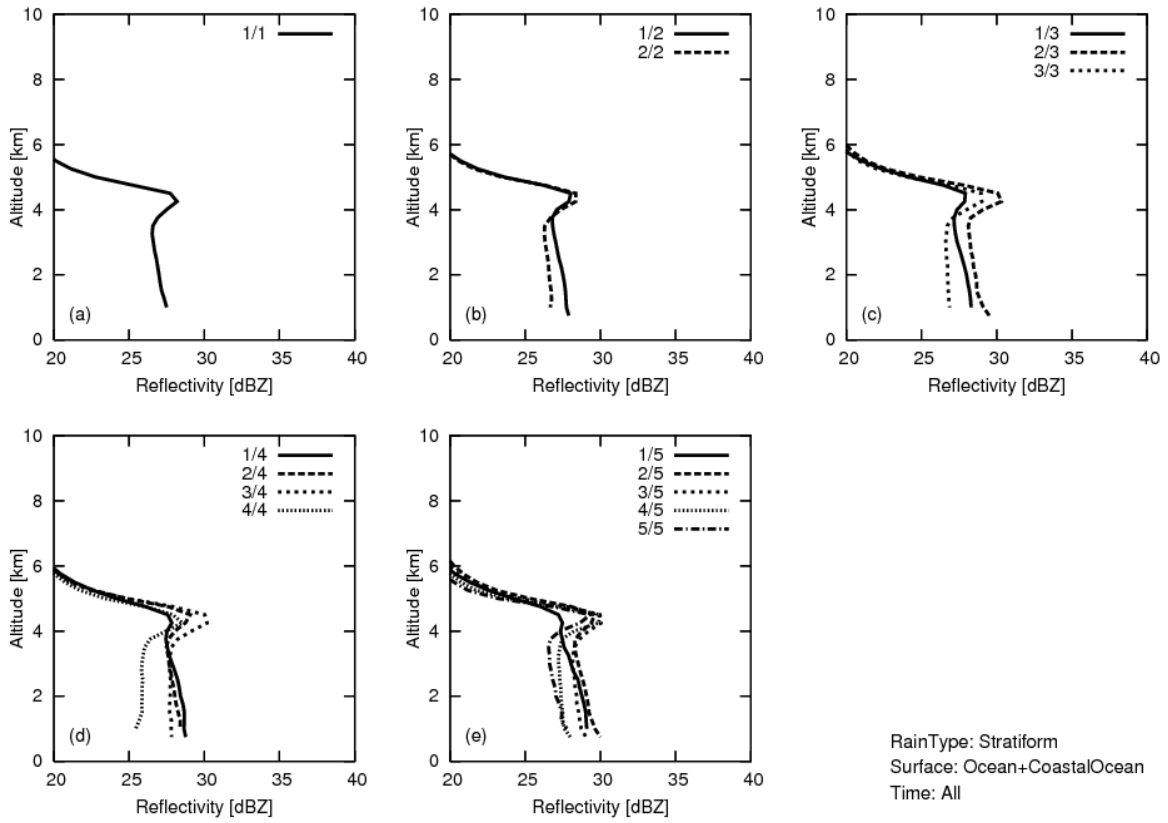 1/1
10
8
6
4
2
0
Altitude [km]
(a)
20 25 30 35 40
Reflectivity [dBZ]
1/2
2/2
10
8
6
4
2
0
Altitude [km]
(b)
20 25 30 35 40
Reflectivity [dBZ]
1/3
2/3
3/3
10
8
6
4
2
0
Altitude [km]
(c)
20 25 30 35 40
Reflectivity [dBZ]
1/4
2/4
3/4
4/4
10
8
6
4
2
0
Altitude [km]
(d)
20 25 30 35 40
Reflectivity [dBZ]
1/5
2/5
3/5
4/5
5/5
10
8
6
4
2
0
Altitude [km]
(e)
20 25 30 35 40
Reflectivity [dBZ]
RainType: Stratiform
Surface: Ocean+CoastalOcean
Time: All